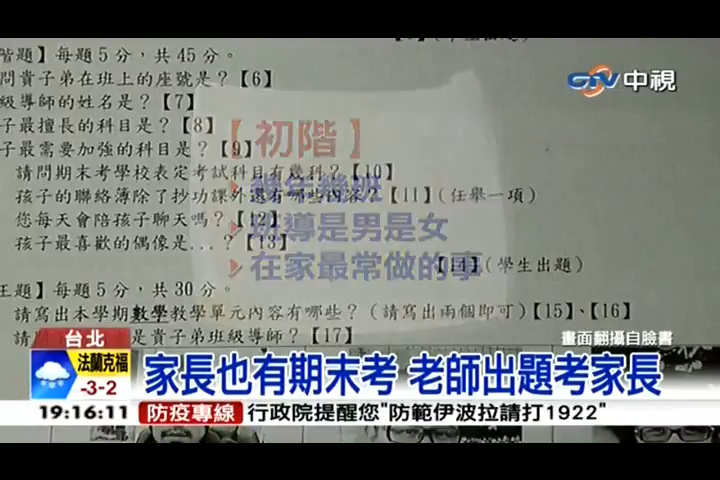 階題】每題5分，共45分。
問貴子弟在班上的座號是？【6】
級導師的姓名是？【7】
子最擅長的科目是？【8】
子最需要加強的科目是？【9】
請問期末考學校表定考試科目有幾科？【10】
孩子的聯絡簿除了抄功課外還有哪些內容？【11】(任舉一項)
您每天會陪孩子聊天嗎？【12】
孩子最喜歡的偶像是…？【13】
【14】(學生出題)
王題】每題5分，共30分。
請寫出本學期數學教學單元內容有哪些？(請寫出兩個即可)【15】、【16】
是貴子弟班級導師？【17】
CTV中視
【初階】
幾年幾班
班導是男是女
在家最常做的事
畫面翻攝自臉書
台北
法蘭克福
-3-2
家長也有期末考 老師出題考家長
19:16:11
防疫專線
行政院提醒您"防範伊波拉請打1922"